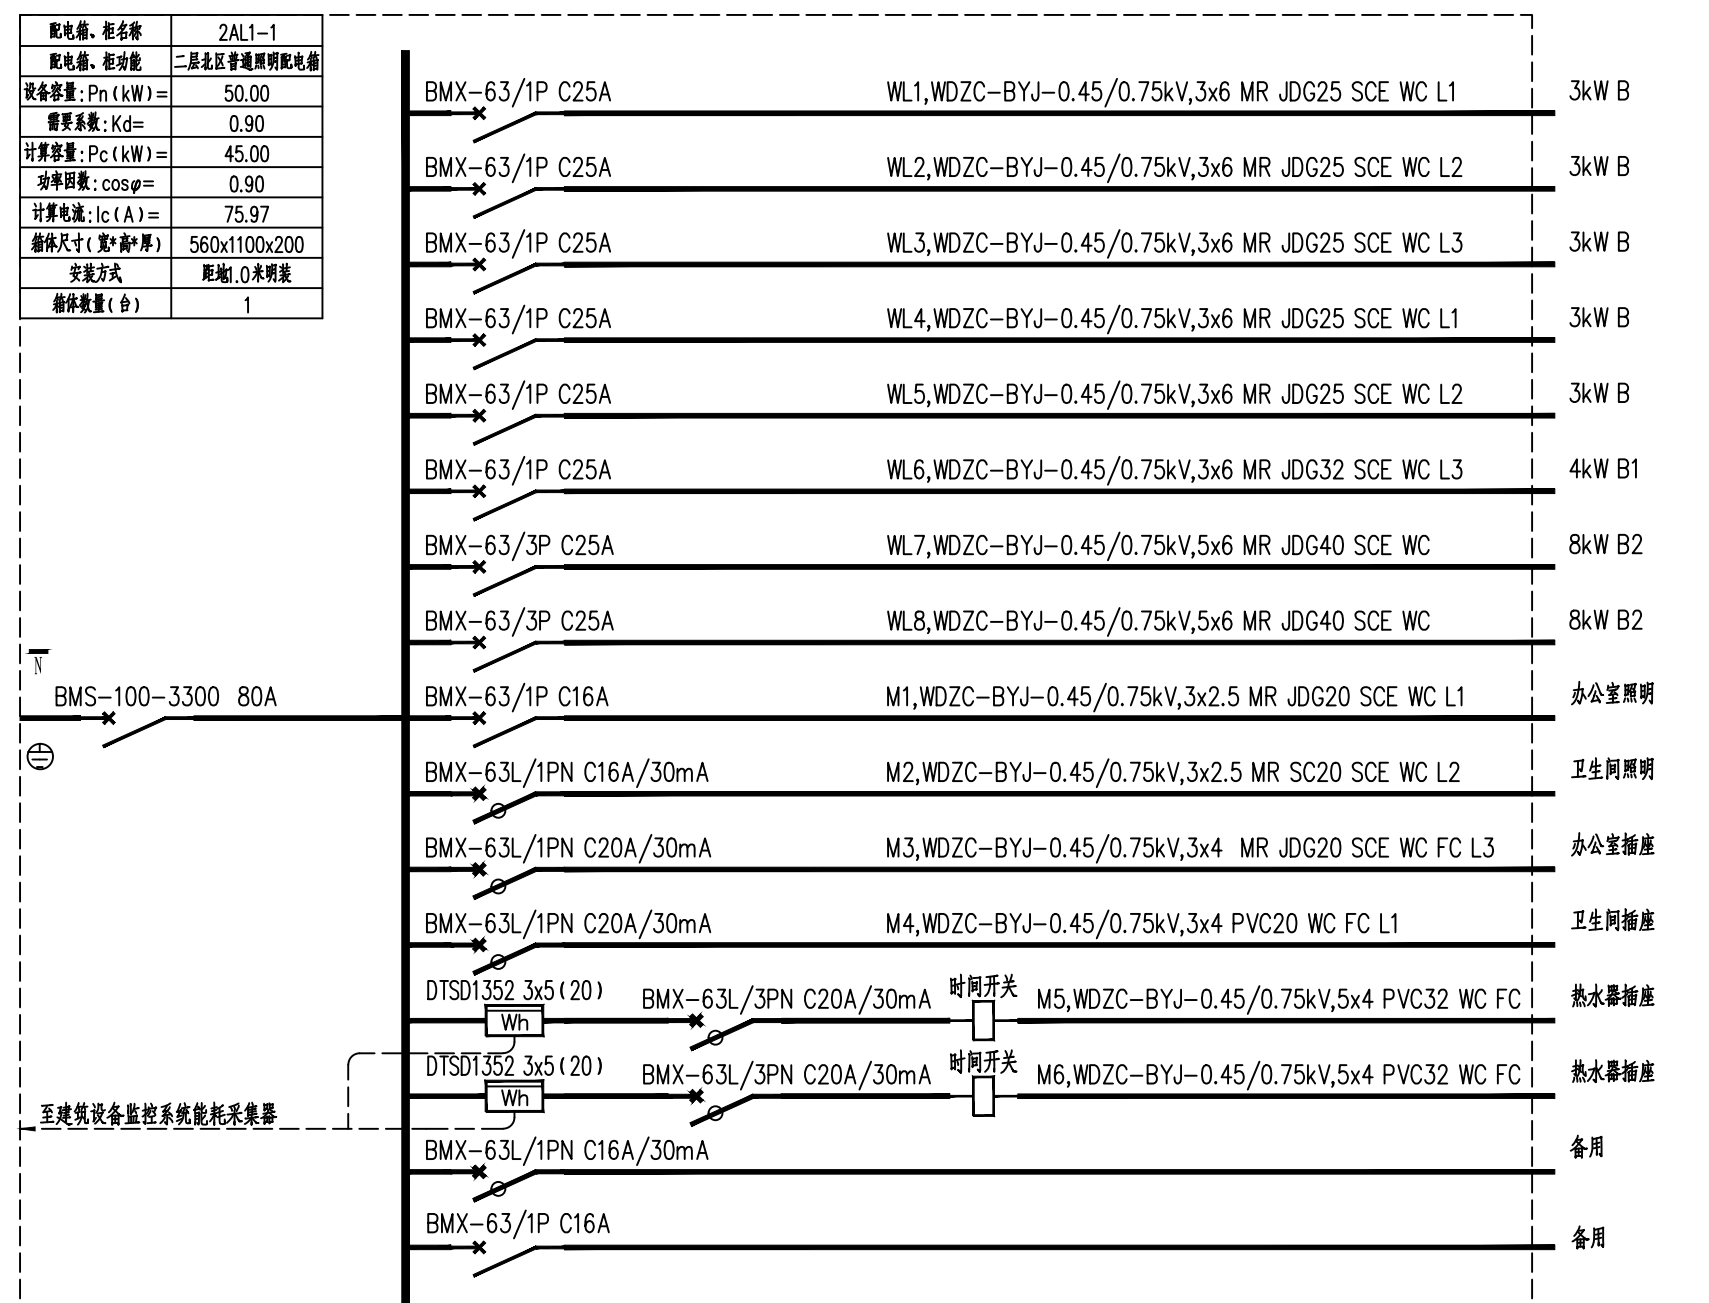 配电箱、柜名称 2AL1-1
配电箱、柜功能 二层北区普通照明配电箱
设备容量:Pn(kW)= 50.00
需要系数:Kd= 0.90
计算容量:Pc(kW)= 45.00
功率因数:cosφ= 0.90
计算电流:Ic(A)= 75.97
箱体尺寸(宽*高*厚) 560x1100x200
安装方式 距地1.0米明装
箱体数量(台) 1
BMX-63/1P C25A WL1,WDZC-BYJ-0.45/0.75kV,3x6 MR JDG25 SCE WC L1 3kW B
BMX-63/1P C25A WL2,WDZC-BYJ-0.45/0.75kV,3x6 MR JDG25 SCE WC L2 3kW B
BMX-63/1P C25A WL3,WDZC-BYJ-0.45/0.75kV,3x6 MR JDG25 SCE WC L3 3kW B
BMX-63/1P C25A WL4,WDZC-BYJ-0.45/0.75kV,3x6 MR JDG25 SCE WC L1 3kW B
BMX-63/1P C25A WL5,WDZC-BYJ-0.45/0.75kV,3x6 MR JDG25 SCE WC L2 3kW B
BMX-63/1P C25A WL6,WDZC-BYJ-0.45/0.75kV,3x6 MR JDG32 SCE WC L3 4kW B1
BMX-63/3P C25A WL7,WDZC-BYJ-0.45/0.75kV,5x6 MR JDG40 SCE WC 8kW B2
BMX-63/3P C25A WL8,WDZC-BYJ-0.45/0.75kV,5x6 MR JDG40 SCE WC 8kW B2
N
BMS-100-3300 80A
BMX-63/1P C16A M1,WDZC-BYJ-0.45/0.75kV,3x2.5 MR JDG20 SCE WC L1 办公室照明
BMX-63L/1PN C16A/30mA M2,WDZC-BYJ-0.45/0.75kV,3x2.5 MR SC20 SCE WC L2 卫生间照明
BMX-63L/1PN C20A/30mA M3,WDZC-BYJ-0.45/0.75kV,3x4 MR JDG20 SCE WC FC L3 办公室插座
BMX-63L/1PN C20A/30mA M4,WDZC-BYJ-0.45/0.75kV,3x4 PVC20 WC FC L1 卫生间插座
DTSD1352 3x5(20) BMX-63L/3PN C20A/30mA 时间开关 M5,WDZC-BYJ-0.45/0.75kV,5x4 PVC32 WC FC 热水器插座
Wh
DTSD1352 3x5(20) BMX-63L/3PN C20A/30mA 时间开关 M6,WDZC-BYJ-0.45/0.75kV,5x4 PVC32 WC FC 热水器插座
Wh
至建筑设备监控系统能耗采集器
BMX-63L/1PN C16A/30mA 备用
BMX-63/1P C16A 备用